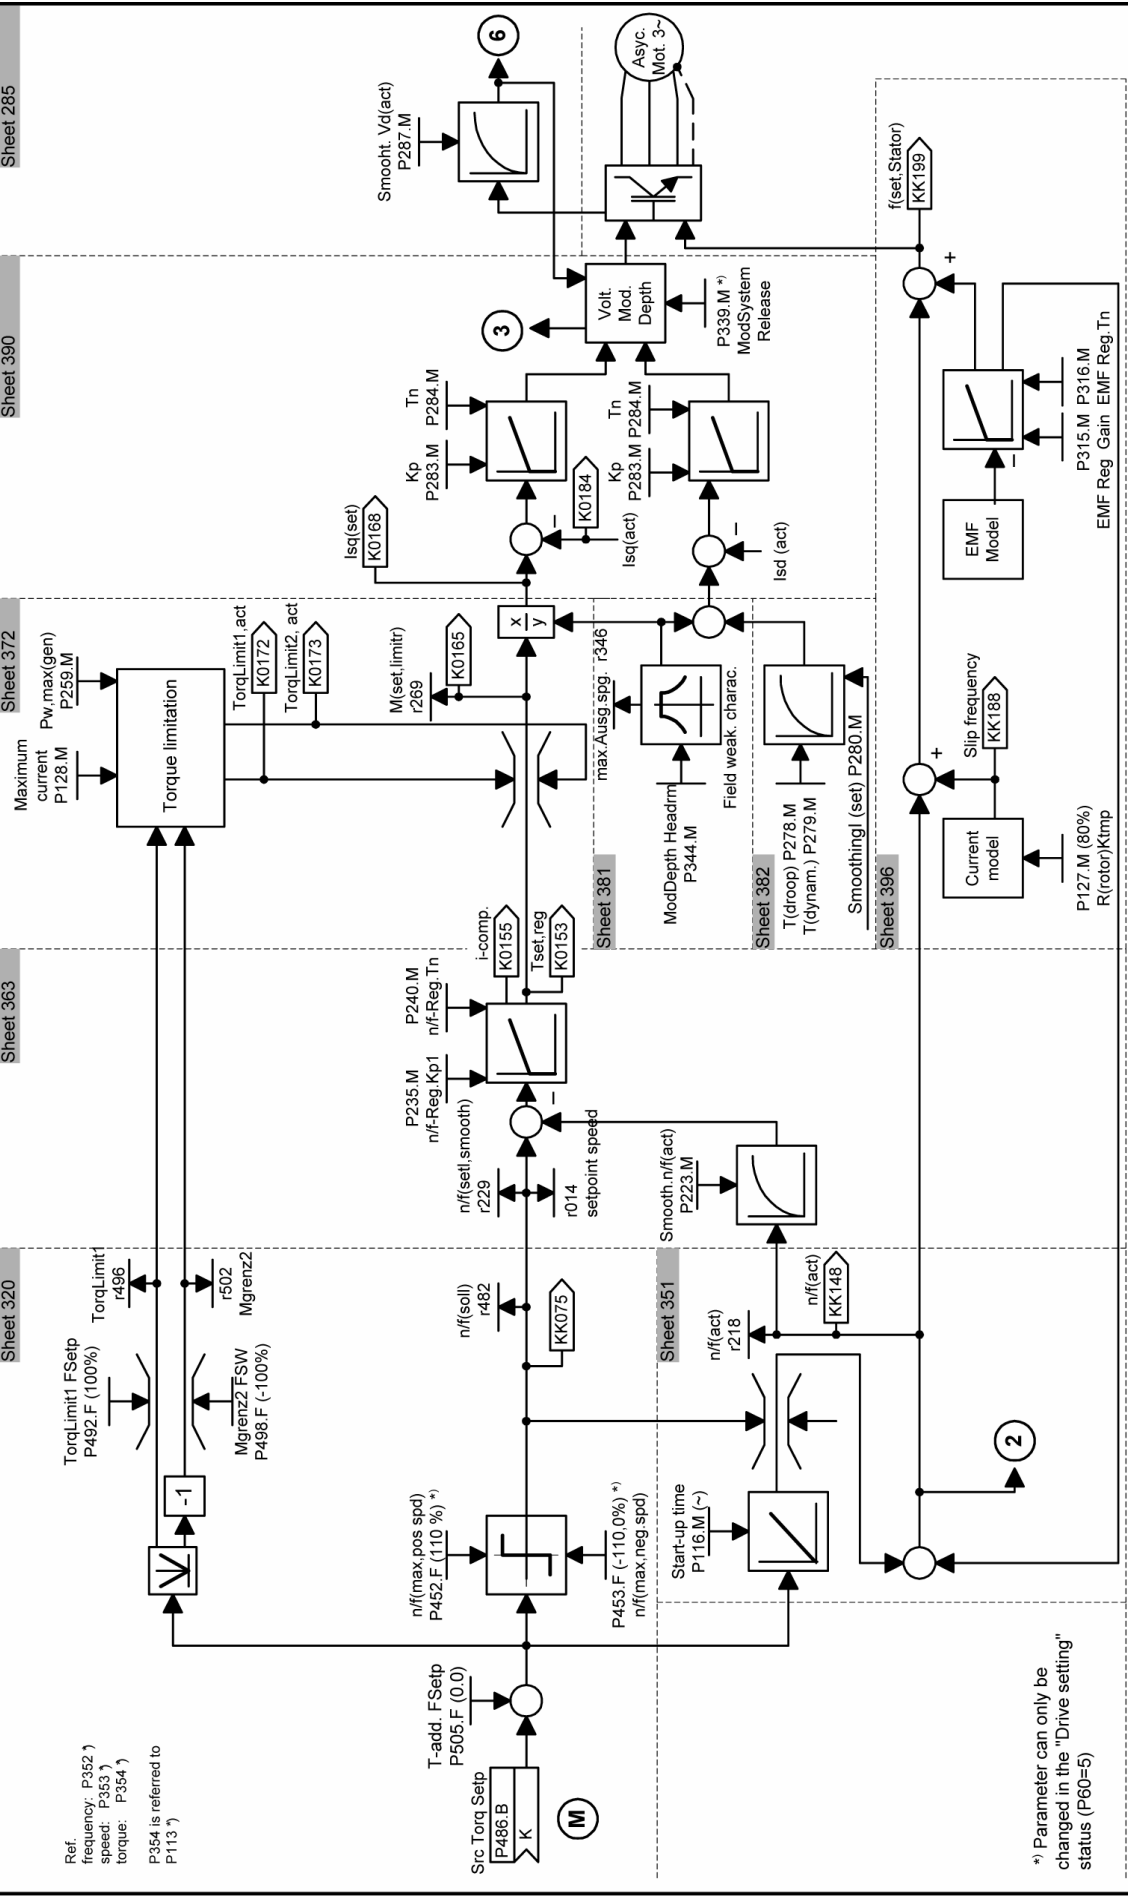 Sheet 320
Sheet 363
Sheet 372
Sheet 390
Sheet 285
Ref.
frequency: P352 *)
speed: P353 *)
torque: P354 *)
P354 is referred to
P113 *)
TorqLimit1 FSetp
P492.F (100%)
TorqLimit1
r496
-1
Mgrenz2 FSW
P498.F (-100%)
r502
Mgrenz2
Maximum
current
P128.M
Pw,max(gen)
P259.M
Torque limitation
TorqLimit1,act
K0172
TorqLimit2, act
K0173
Smooht. Vd(act)
P287.M
6
Asyc.
Mot. 3~
Src Torq Setp
P486.B
K
M
T-add. FSetp
P505.F (0.0)
n/f(max,pos spd)
P452.F (110 %) *)
P453.F (-110,0%) *)
n/f(max,neg.spd)
n/f(soll)
r482
KK075
n/f(setl,smooth)
r229
r014
setpoint speed
P235.M
n/f-Reg.Kp1
P240.M
n/f-Reg.Tn
−
i-comp.
K0155
Tset,reg
K0153
M(set,limitr)
r269
K0165
x
y
Isq(set)
K0168
−
K0184
Isq(act)
Kp
P283.M
Tn
P284.M
3
Volt.
Mod.
Depth
P339.M *)
ModSystem
Release
Kp
P283.M
Tn
P284.M
−
Isd (act)
Sheet 381
max.Ausg.spg. r346
ModDepth Headrm
P344.M
Field weak. charac.
Sheet 382
T(droop) P278.M
T(dynam.) P279.M
SmoothingI (set) P280.M
Sheet 351
Start-up time
P116.M (~)
n/f(act)
r218
n/f(act)
KK148
Smooth.n/f(act)
P223.M
Sheet 396
2
+
Slip frequency
KK188
Current
model
P127.M (80%)
R(rotor)Ktmp
EMF
Model
−
P315.M P316.M
EMF Reg Gain EMF Reg.Tn
+
f(set,Stator)
KK199
*) Parameter can only be
changed in the "Drive setting"
status (P60=5)